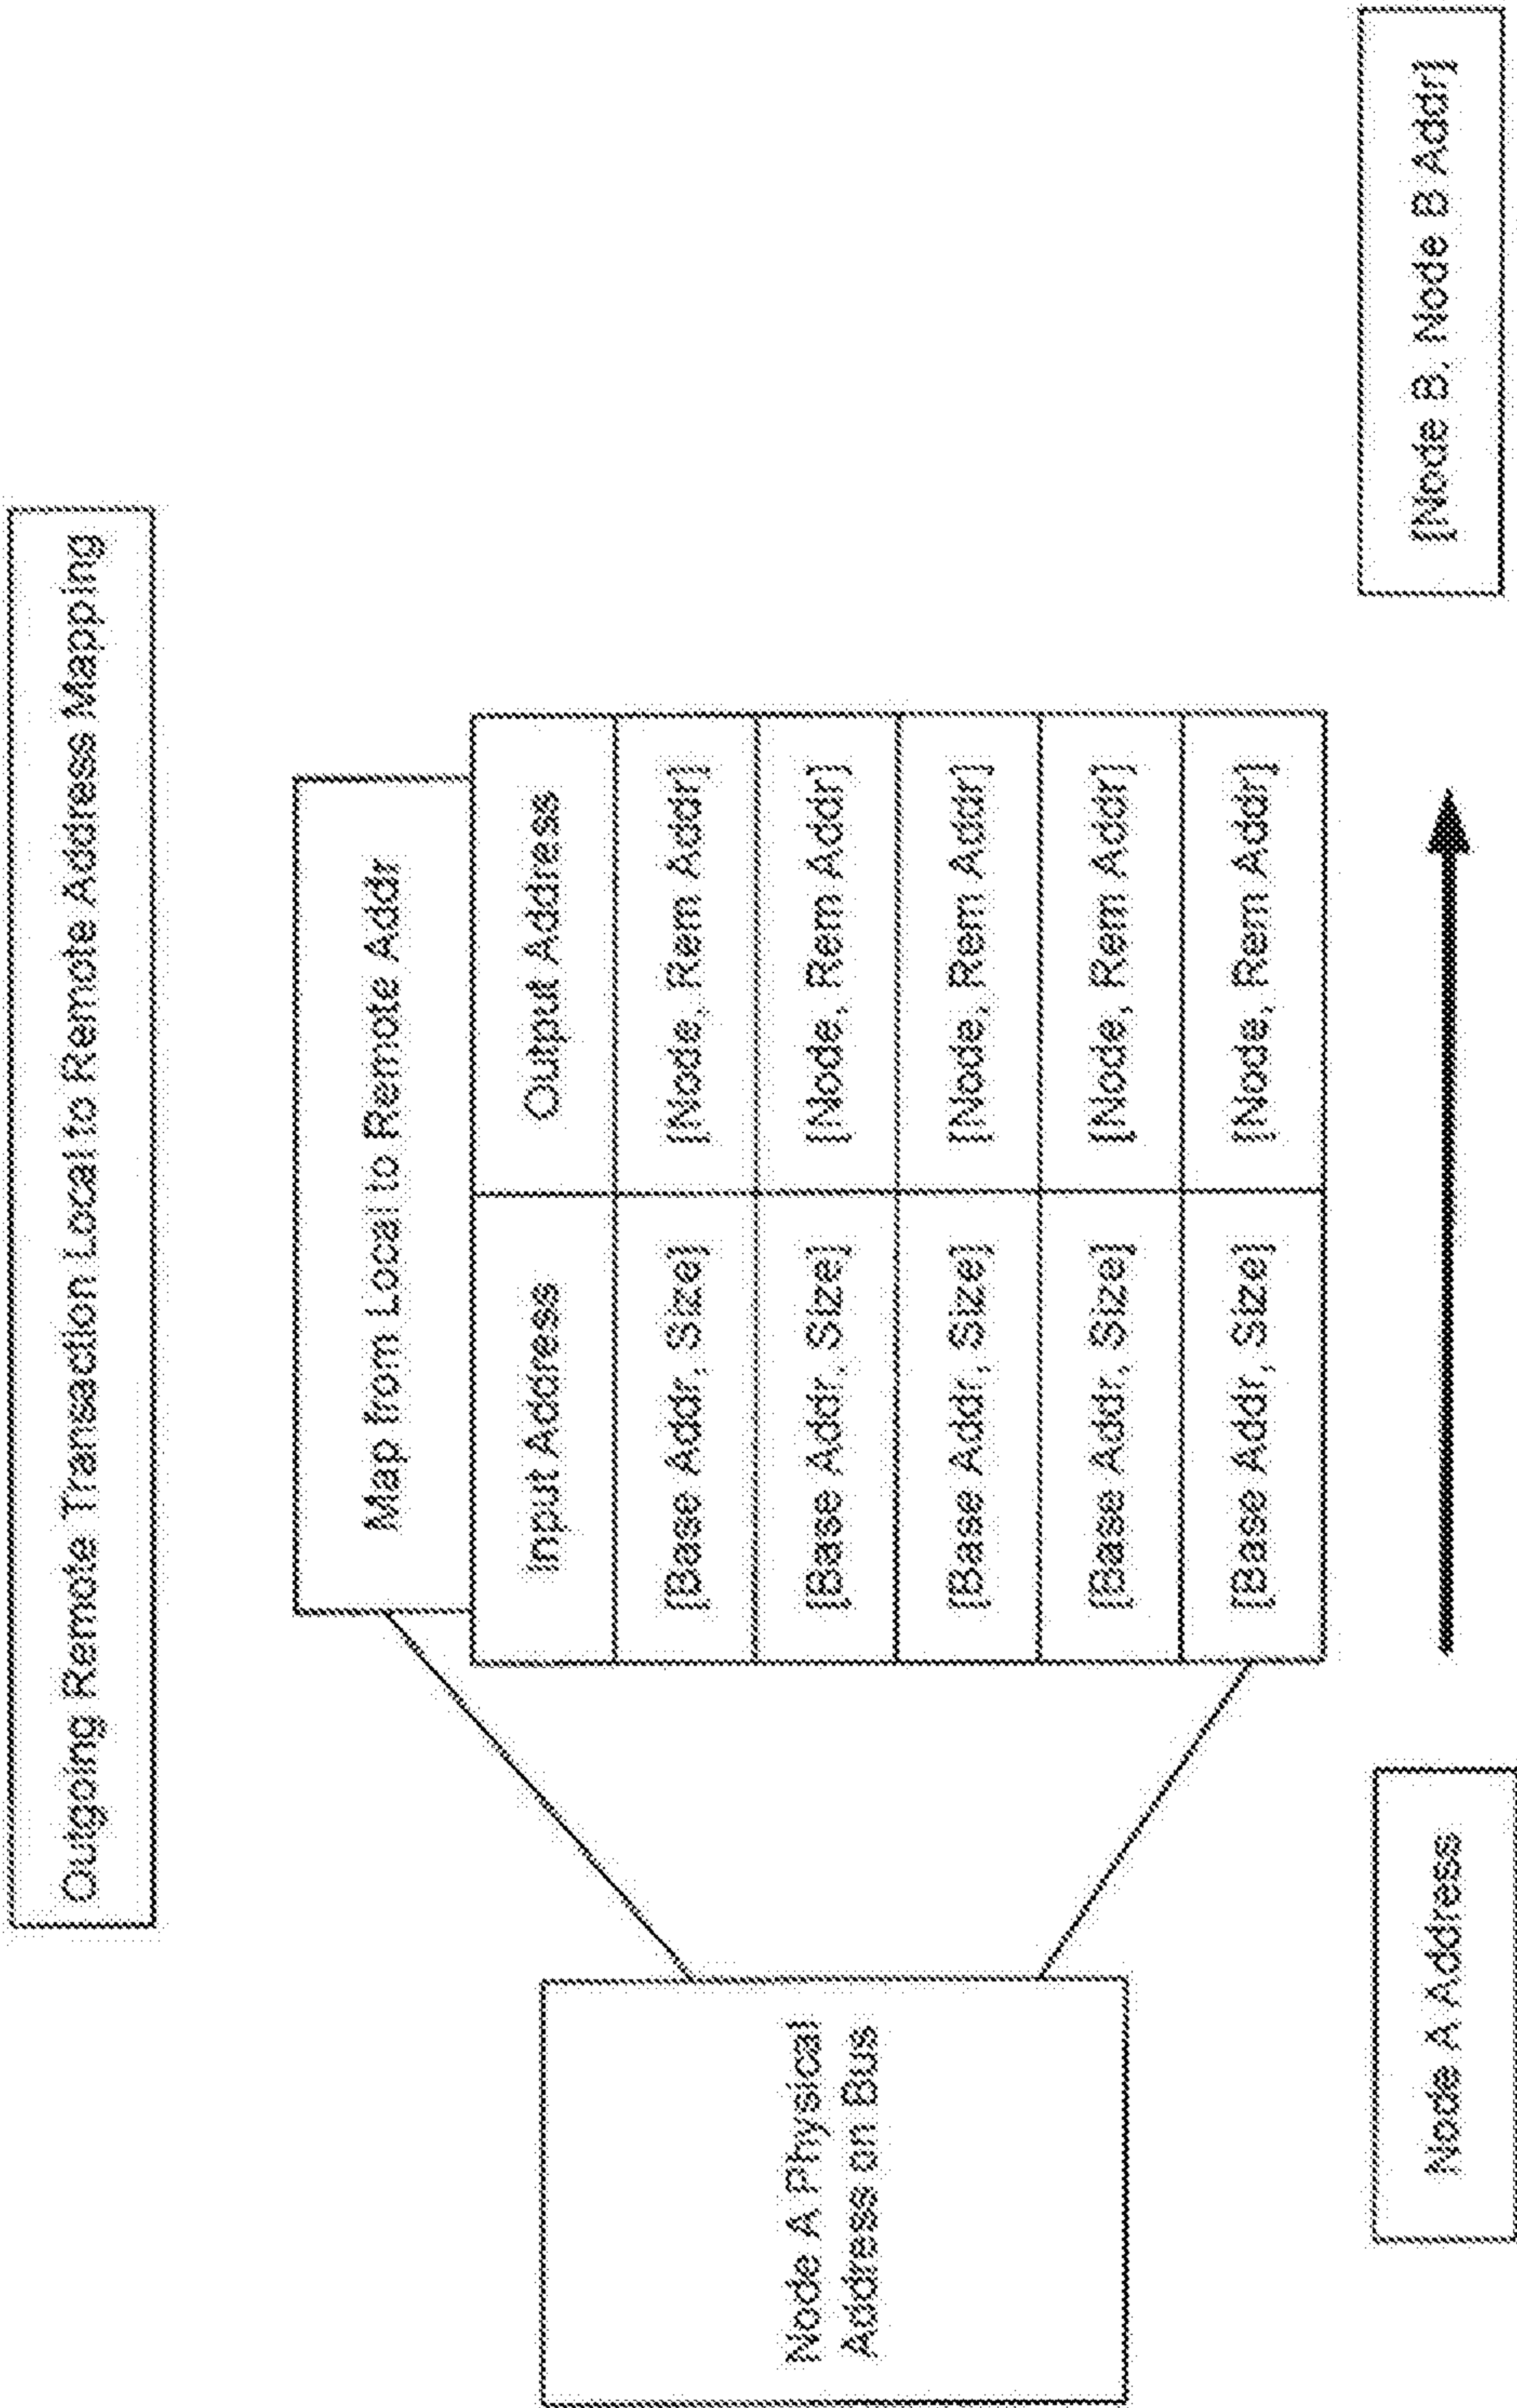 Outgoing Remote Transaction Local to Remote Address Mapping
Map from Local to Remote Addr
Input Address Output Address
[Base Addr, Size] [Node, Rem Addr]
[Base Addr, Size] [Node, Rem Addr]
[Base Addr, Size] [Node, Rem Addr]
[Base Addr, Size] [Node, Rem Addr]
[Base Addr, Size] [Node, Rem Addr]
Node A Physical
Address on Bus
Node A Address
[Node B, Node B Addr]